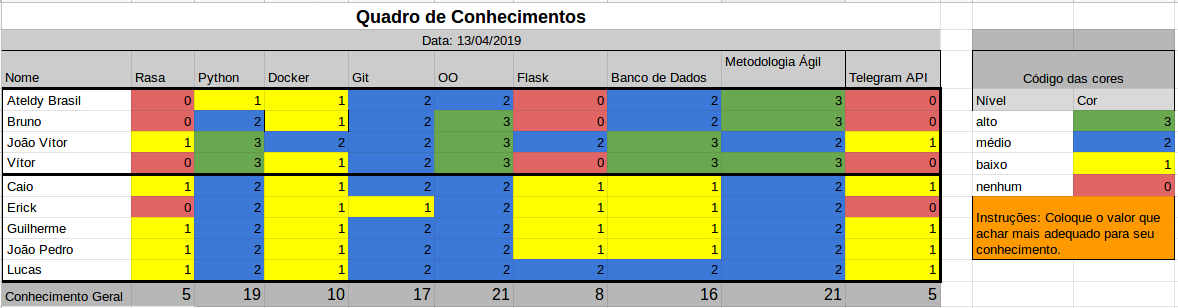 Quadro de Conhecimentos
Data: 13/04/2019
Nome Rasa Python Docker Git OO Flask Banco de Dados Metodologia Ágil Telegram API
Ateldy Brasil 0 1 1 2 2 0 2 3 0
Bruno 0 2 1 2 3 0 2 3 0
João Vítor 1 3 2 2 3 2 3 2 1
Vítor 0 3 1 2 3 0 3 3 0
Caio 1 2 1 2 2 1 1 2 1
Erick 0 2 1 1 2 1 1 2 0
Guilherme 1 2 1 2 2 1 1 2 1
João Pedro 1 2 1 2 2 1 1 2 1
Lucas 1 2 1 2 2 2 2 2 1
Conhecimento Geral 5 19 10 17 21 8 16 21 5
Código das cores
Nível Cor
alto 3
médio 2
baixo 1
nenhum 0
Instruções: Coloque o valor que
achar mais adequado para seu
conhecimento.